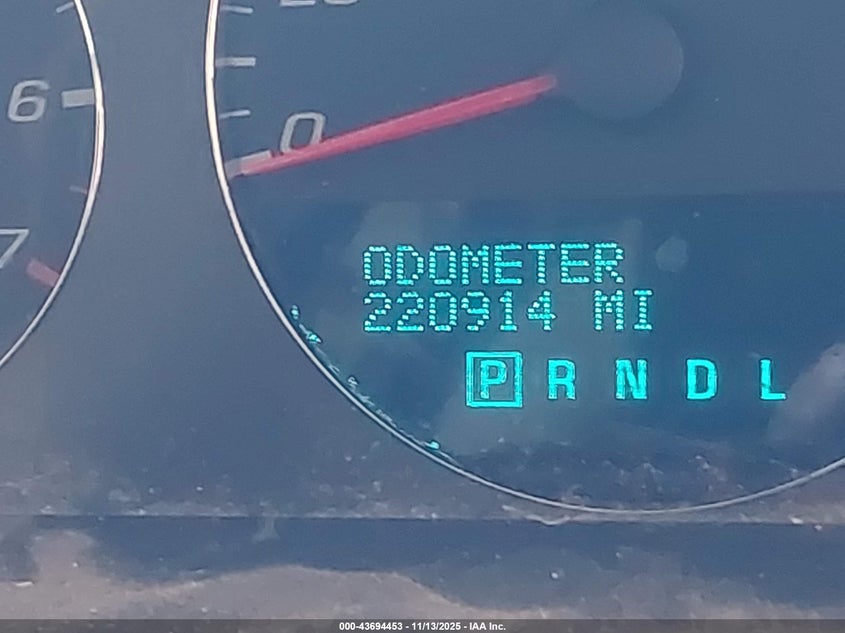 6
0
7
ODOMETER
220914 MI
P R N D L
000-43694453 - 11/13/2025 - IAA Inc.